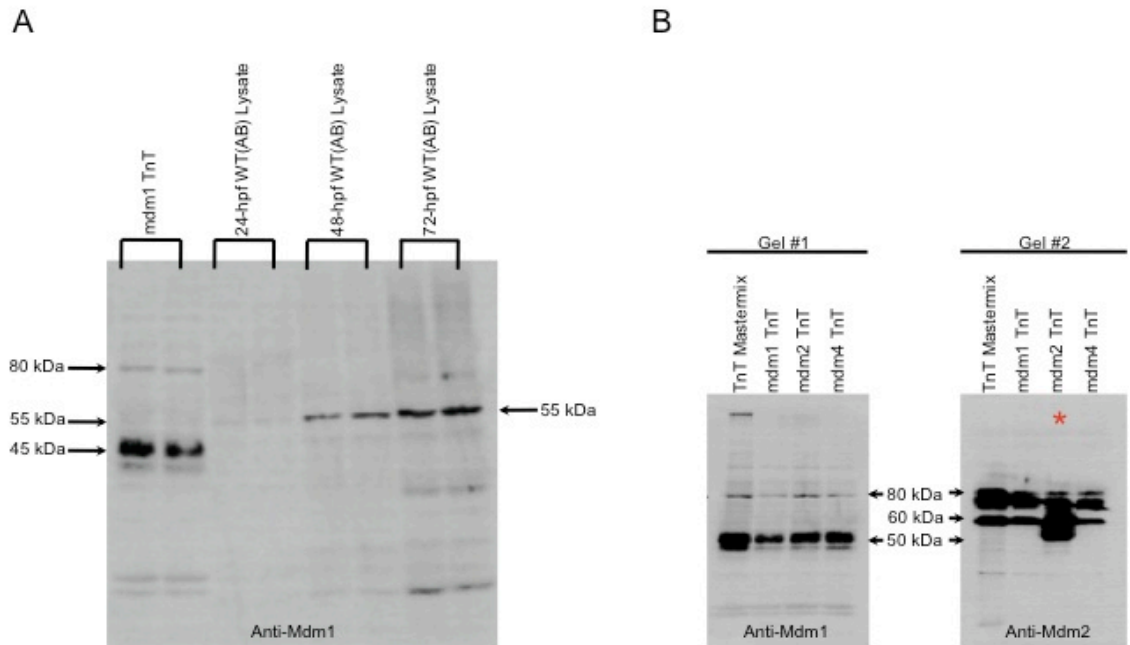 A
mdm1 TnT
24-hpf WT(AB) Lysate
48-hpf WT(AB) Lysate
72-hpf WT(AB) Lysate
80 kDa
55 kDa
45 kDa
55 kDa
Anti-Mdm1
B
Gel #1
TnT Mastermix
mdm1 TnT
mdm2 TnT
mdm4 TnT
Gel #2
TnT Mastermix
mdm1 TnT
mdm2 TnT
mdm4 TnT
*
80 kDa
60 kDa
50 kDa
Anti-Mdm1
Anti-Mdm2